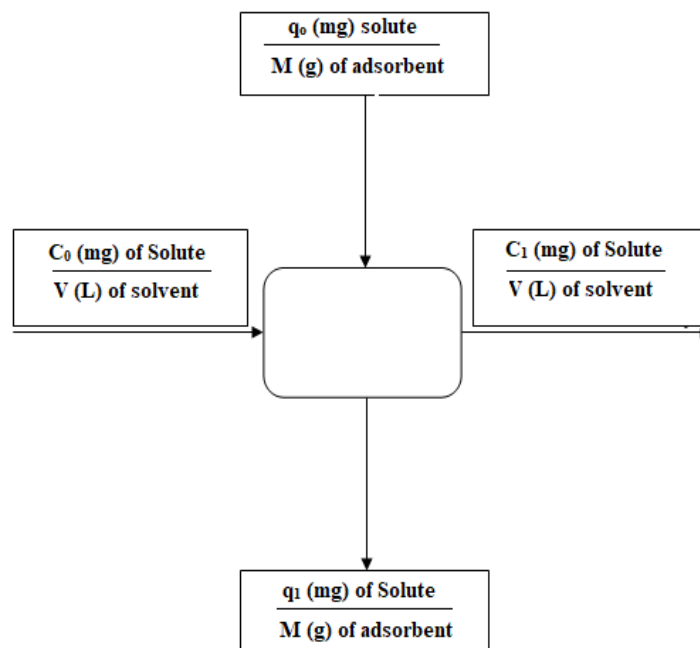 q₀ (mg) solute
M (g) of adsorbent
C₀ (mg) of Solute
V (L) of solvent
C₁ (mg) of Solute
V (L) of solvent
q₁ (mg) of Solute
M (g) of adsorbent